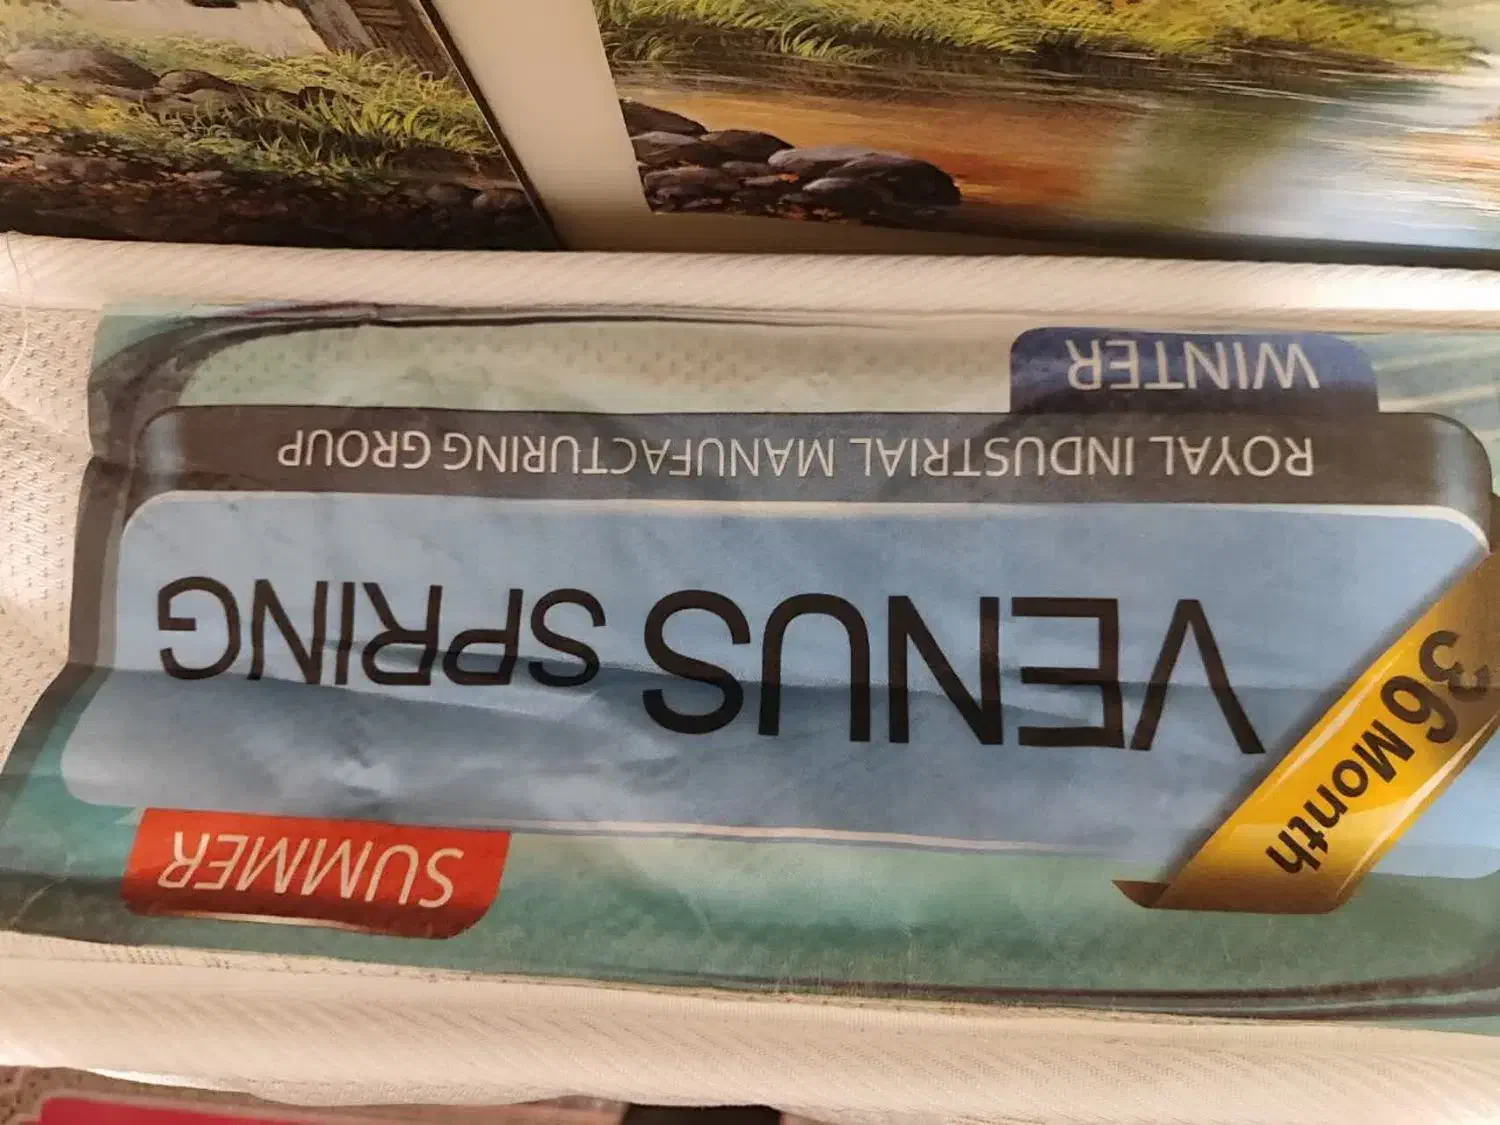 SUMMER
36 Month
VENUS SPRING
ROYAL INDUSTRIAL MANUFACTURING GROUP
WINTER